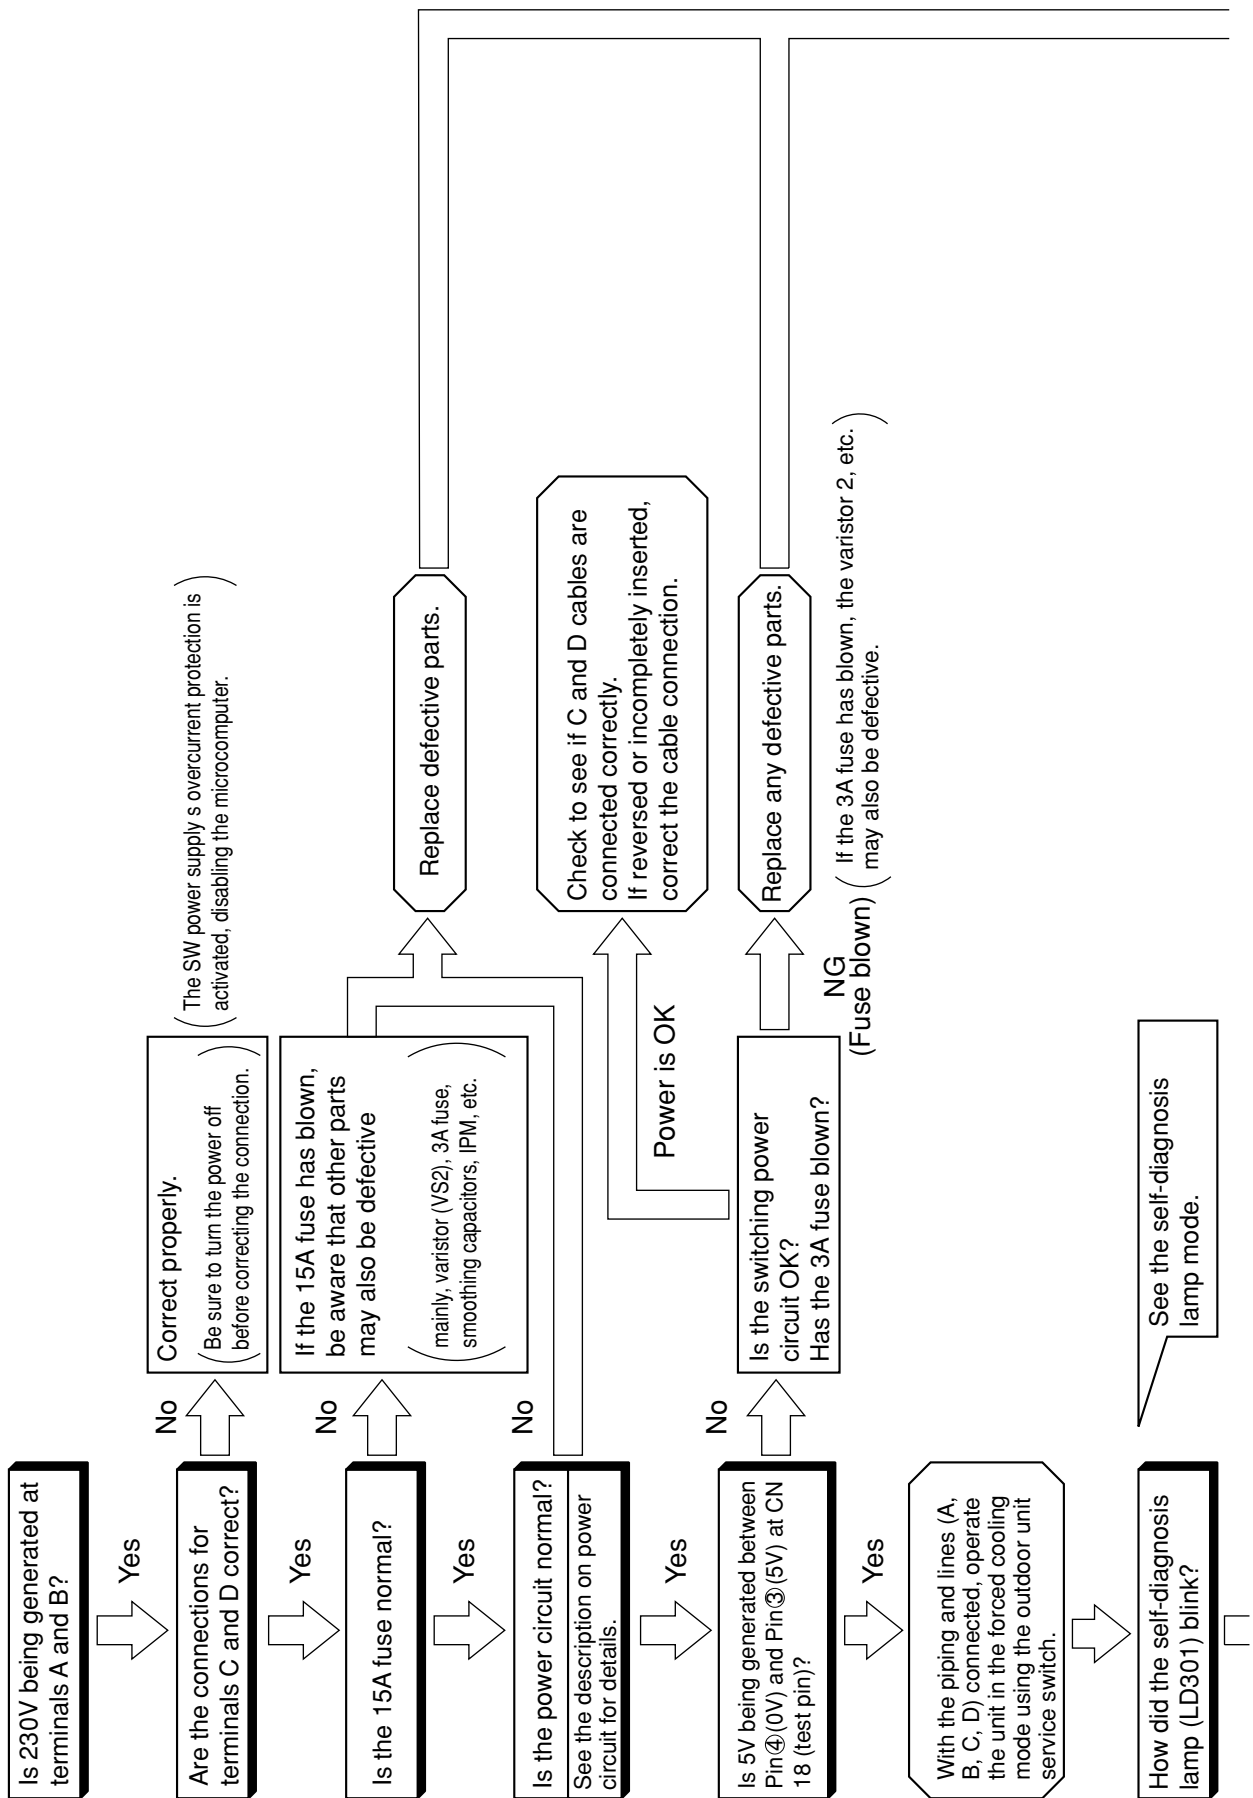 Is 230V being generated at
terminals A and B?
Yes
Are the connections for
terminals C and D correct?
No
Correct properly.
(Be sure to turn the power off
before correcting the connection.)
(The SW power supply s overcurrent protection is
activated, disabling the microcomputer.)
Yes
Is the 15A fuse normal?
No
If the 15A fuse has blown,
be aware that other parts
may also be defective
(mainly, varistor (VS2), 3A fuse,
smoothing capacitors, IPM, etc.)
Replace defective parts.
Yes
Is the power circuit normal?
See the description on power
circuit for details.
No
Yes
Is 5V being generated between
Pin④(0V) and Pin③(5V) at CN
18 (test pin)?
No
Is the switching power
circuit OK?
Has the 3A fuse blown?
Power is OK
Check to see if C and D cables are
connected correctly.
If reversed or incompletely inserted,
correct the cable connection.
NG
(Fuse blown)
Replace any defective parts.
(If the 3A fuse has blown, the varistor 2, etc.
may also be defective.)
Yes
With the piping and lines (A,
B, C, D) connected, operate
the unit in the forced cooling
mode using the outdoor unit
service switch.
How did the self-diagnosis
lamp (LD301) blink?
See the self-diagnosis
lamp mode.